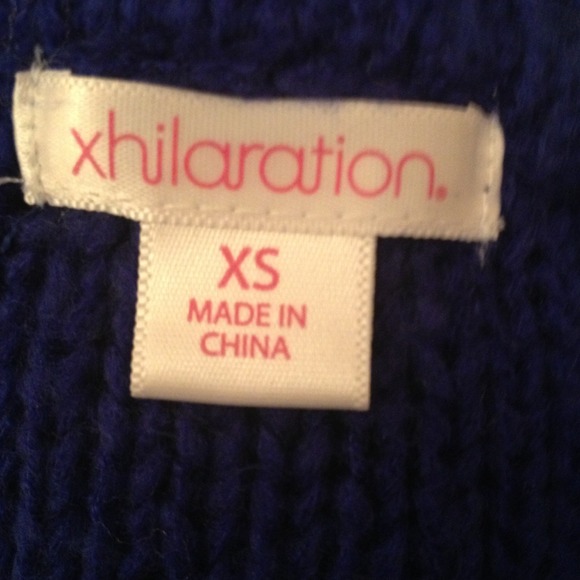 xhilaration.
XS
MADE IN
CHINA